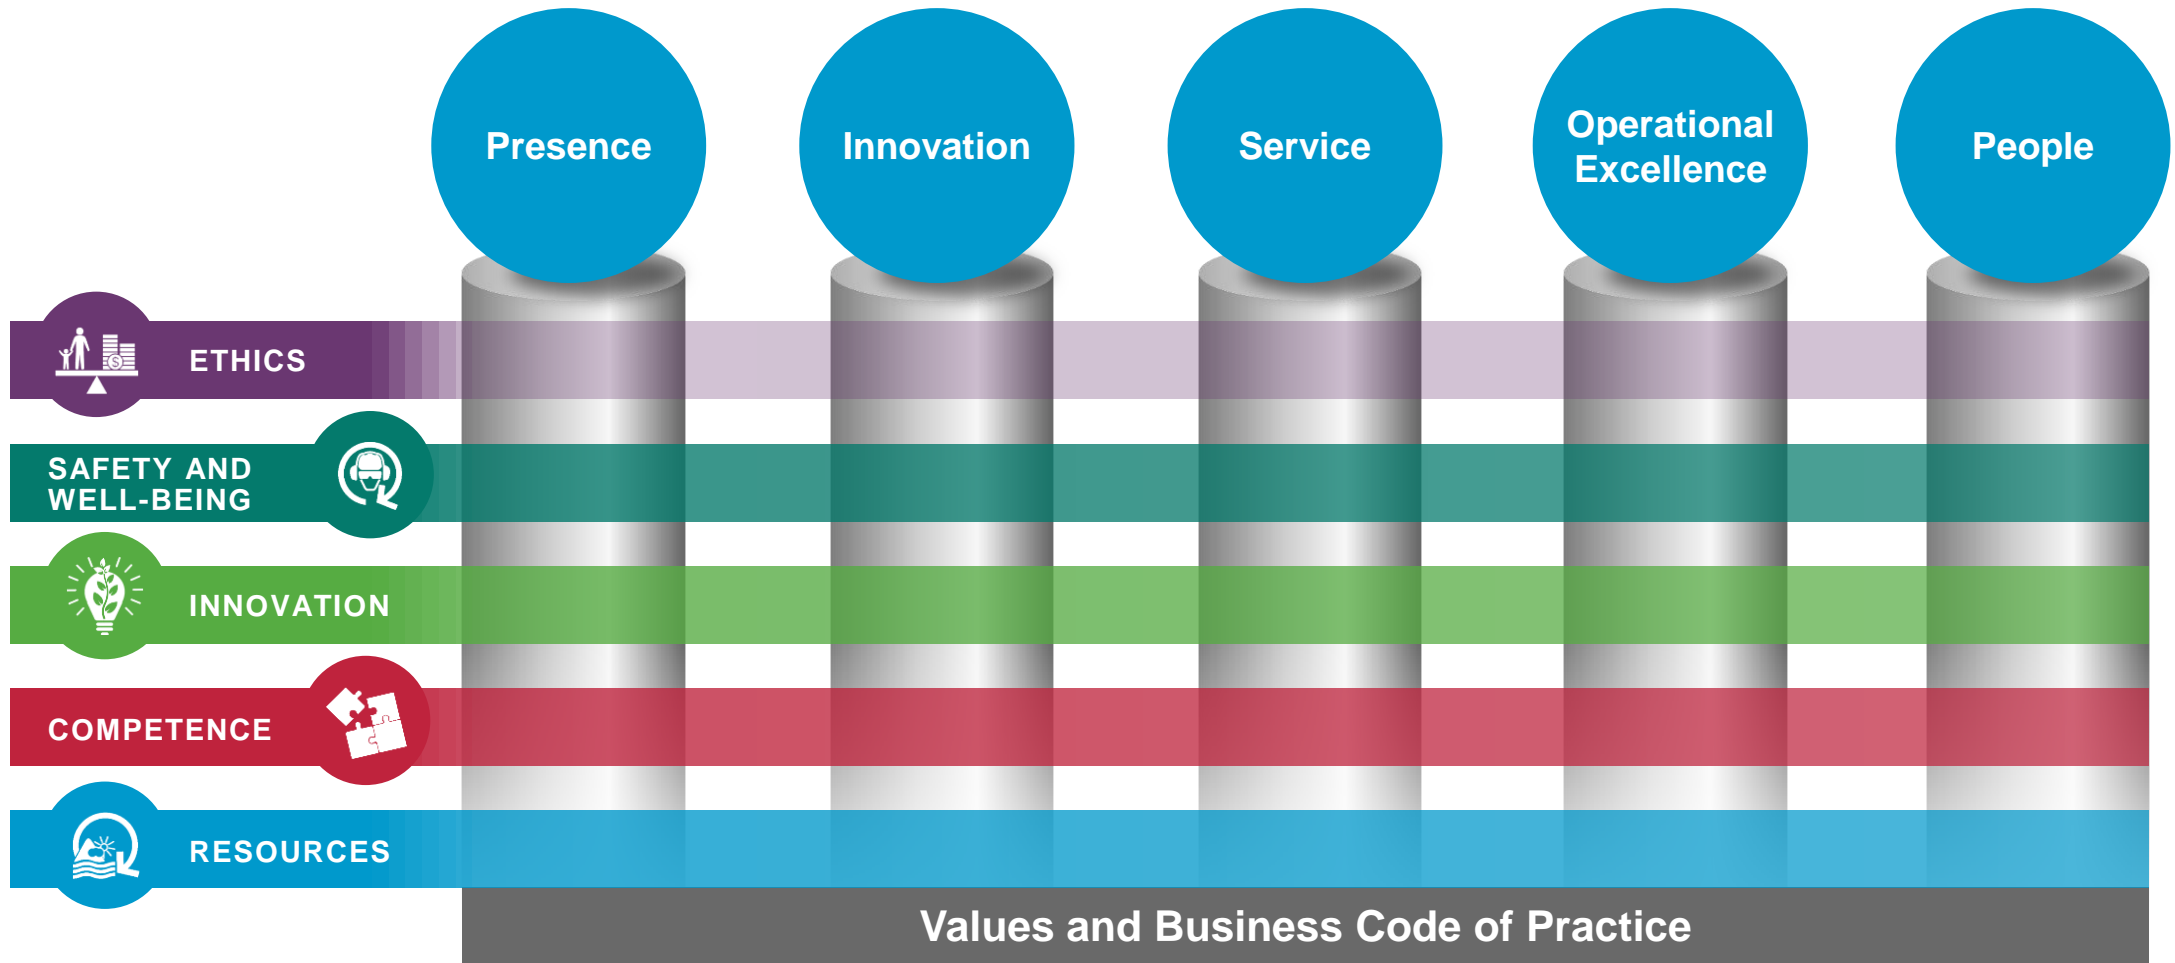 Presence
Innovation
Service
Operational
Excellence
People
ETHICS
SAFETY AND
WELL-BEING
INNOVATION
COMPETENCE
RESOURCES
Values and Business Code of Practice